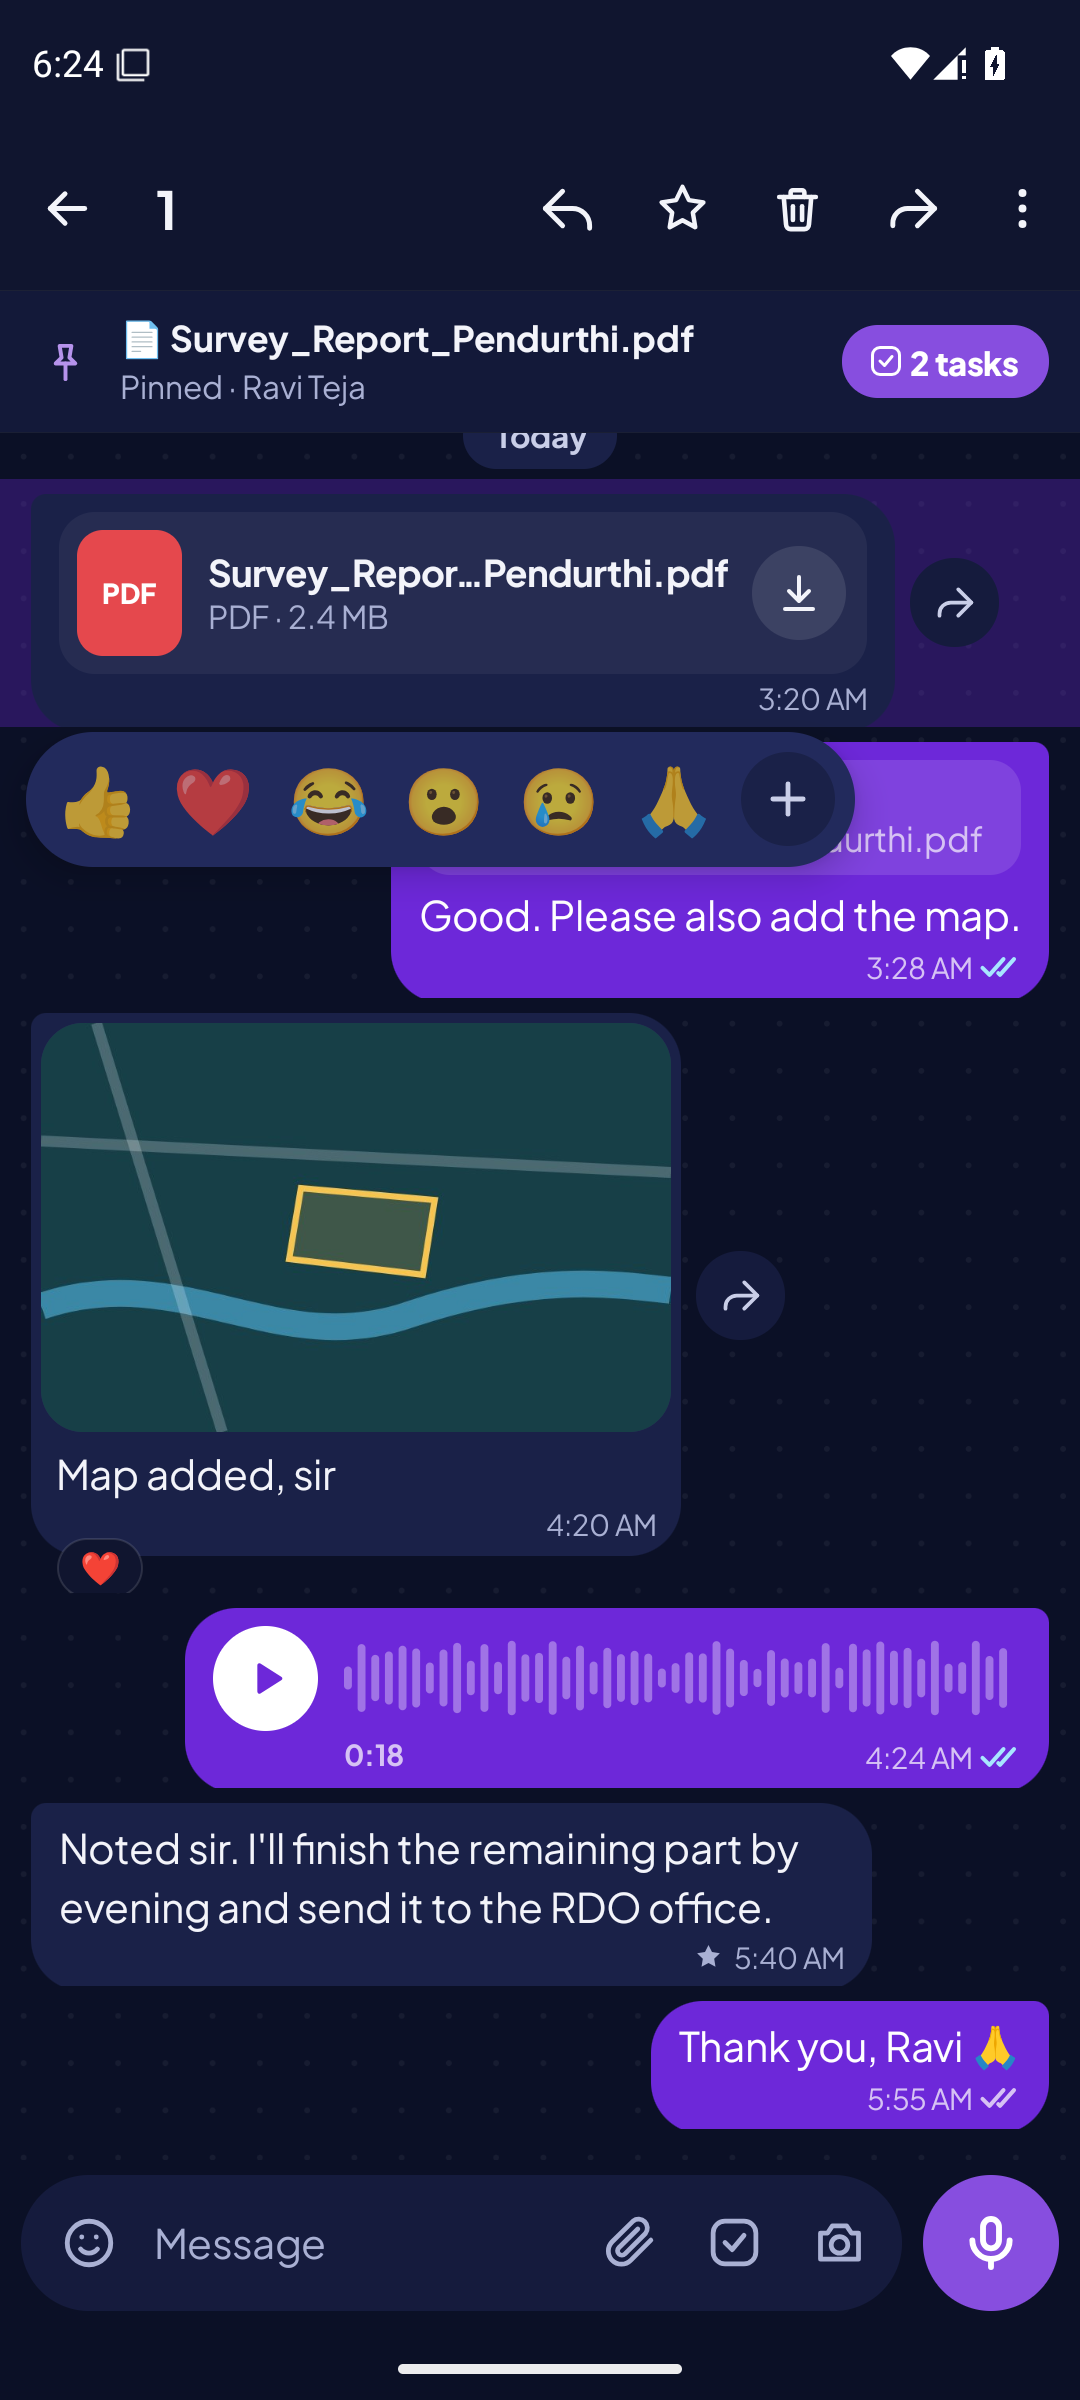 6:24
1
📄 Survey_Report_Pendurthi.pdf
Pinned · Ravi Teja
2 tasks
Today
PDF
Survey_Repor...Pendurthi.pdf
PDF · 2.4 MB
3:20 AM
👍 ❤️ 😂 😮 😢 🙏 +
durthi.pdf
Good. Please also add the map.
3:28 AM
Map added, sir
4:20 AM
❤️
0:18
4:24 AM
Noted sir. I'll finish the remaining part by
evening and send it to the RDO office.
5:40 AM
Thank you, Ravi 🙏
5:55 AM
Message